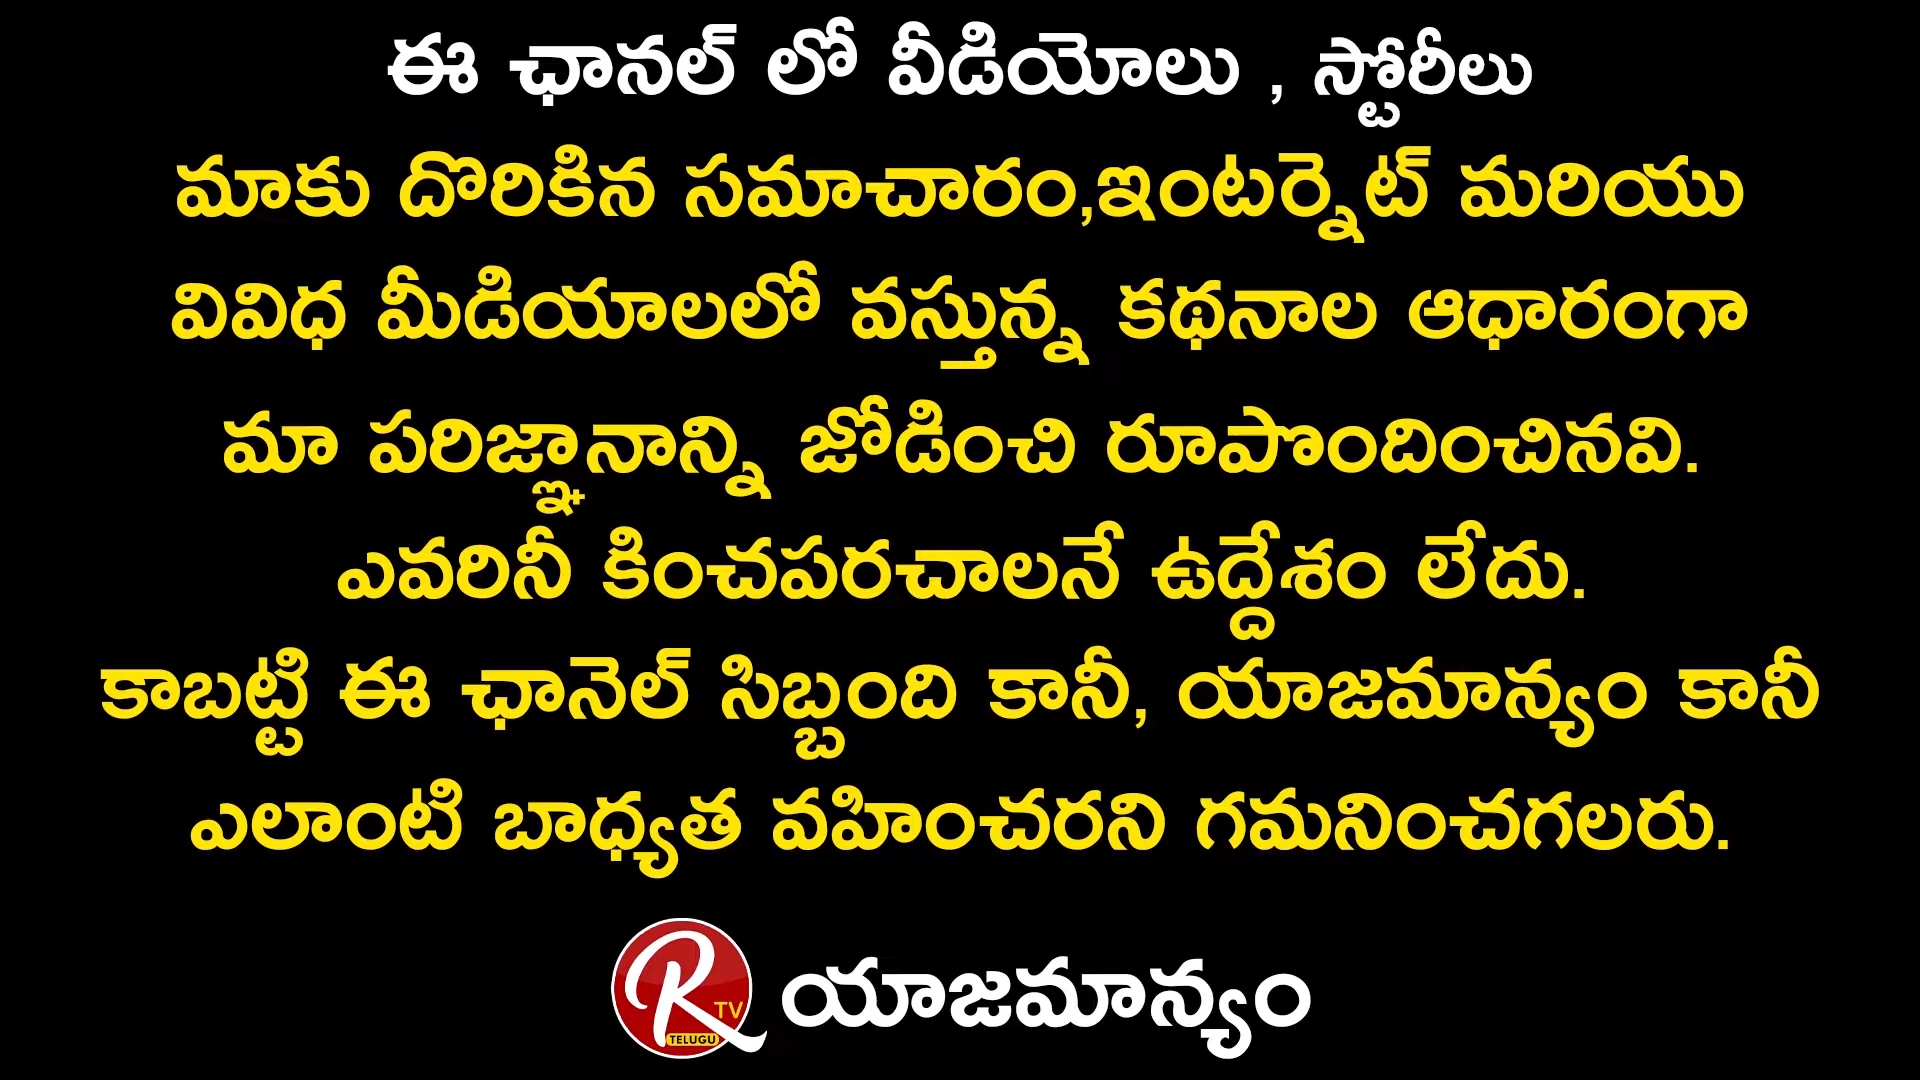 ఈ ఛానల్ లో వీడియోలు , స్టోరీలు
మాకు దొరికిన సమాచారం,ఇంటర్నెట్ మరియు
వివిధ మీడియాలలో వస్తున్న కథనాల ఆధారంగా
మా పరిజ్ఞానాన్ని జోడించి రూపొందించినవి.
ఎవరినీ కించపరచాలనే ఉద్దేశం లేదు.
కాబట్టి ఈ ఛానెల్ సిబ్బంది కానీ, యాజమాన్యం కానీ
ఎలాంటి బాధ్యత వహించరని గమనించగలరు.
R TV TELUGU యాజమాన్యం